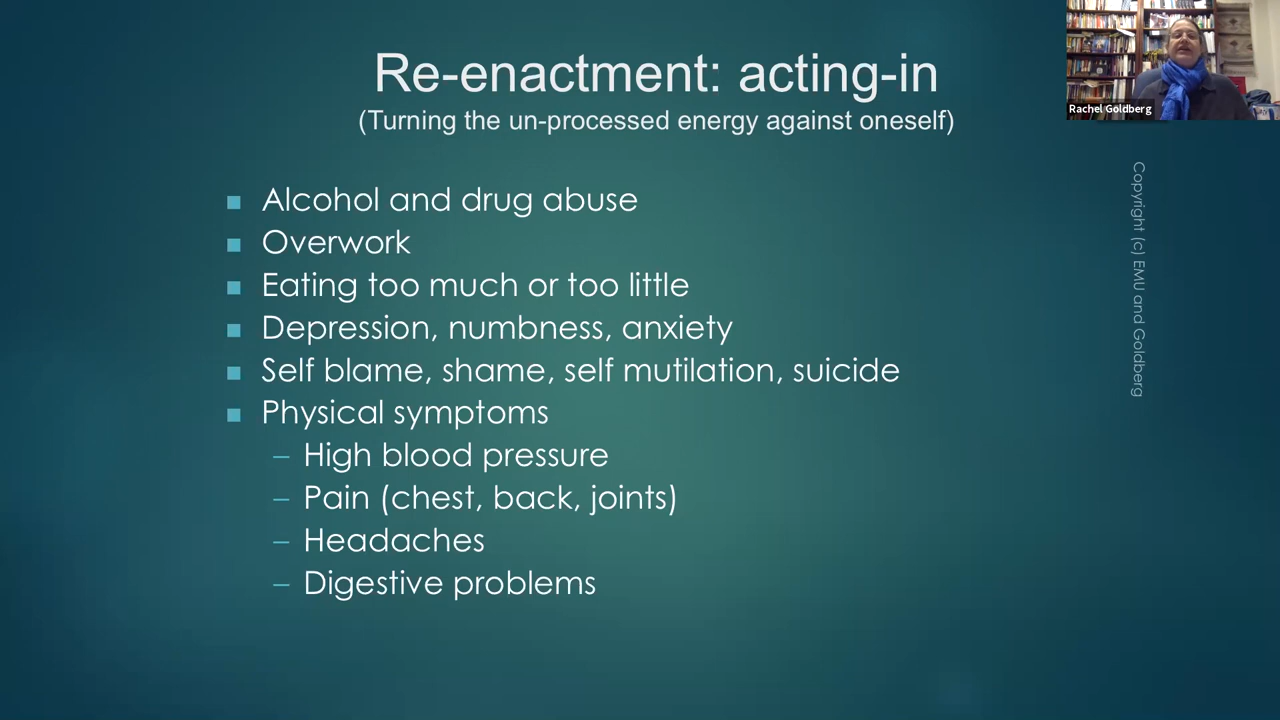 Re-enactment: acting-in
(Turning the un-processed energy against oneself)
Alcohol and drug abuse
Overwork
Eating too much or too little
Depression, numbness, anxiety
Self blame, shame, self mutilation, suicide
Physical symptoms
– High blood pressure
– Pain (chest, back, joints)
– Headaches
– Digestive problems
Rachel Goldberg
Copyright (c) EMU and Goldberg